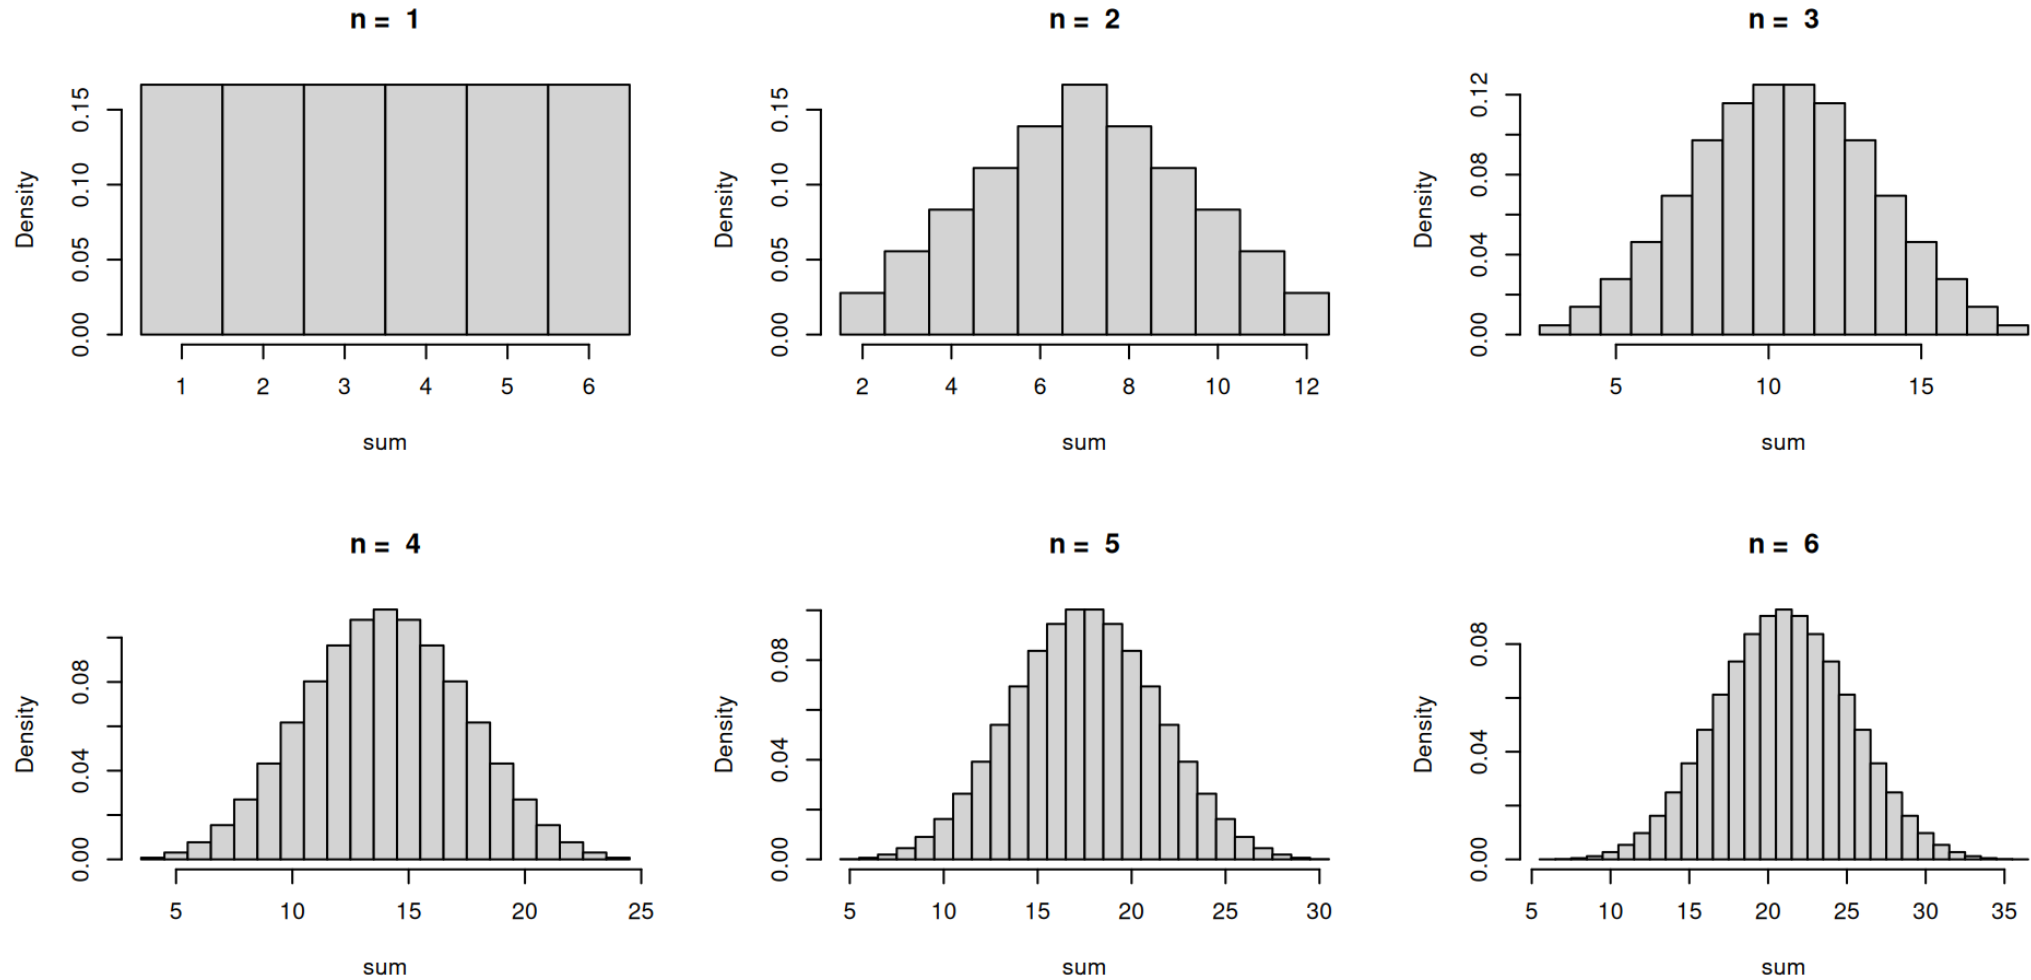 n = 1
n = 2
n = 3
Density
0.00 0.05 0.10 0.15
1 2 3 4 5 6
sum
Density
0.00 0.05 0.10 0.15
2 4 6 8 10 12
sum
Density
0.00 0.04 0.08 0.12
5 10 15
sum
n = 4
n = 5
n = 6
Density
0.00 0.04 0.08
5 10 15 20 25
sum
Density
0.00 0.04 0.08
5 10 15 20 25 30
sum
Density
0.00 0.04 0.08
5 10 15 20 25 30 35
sum